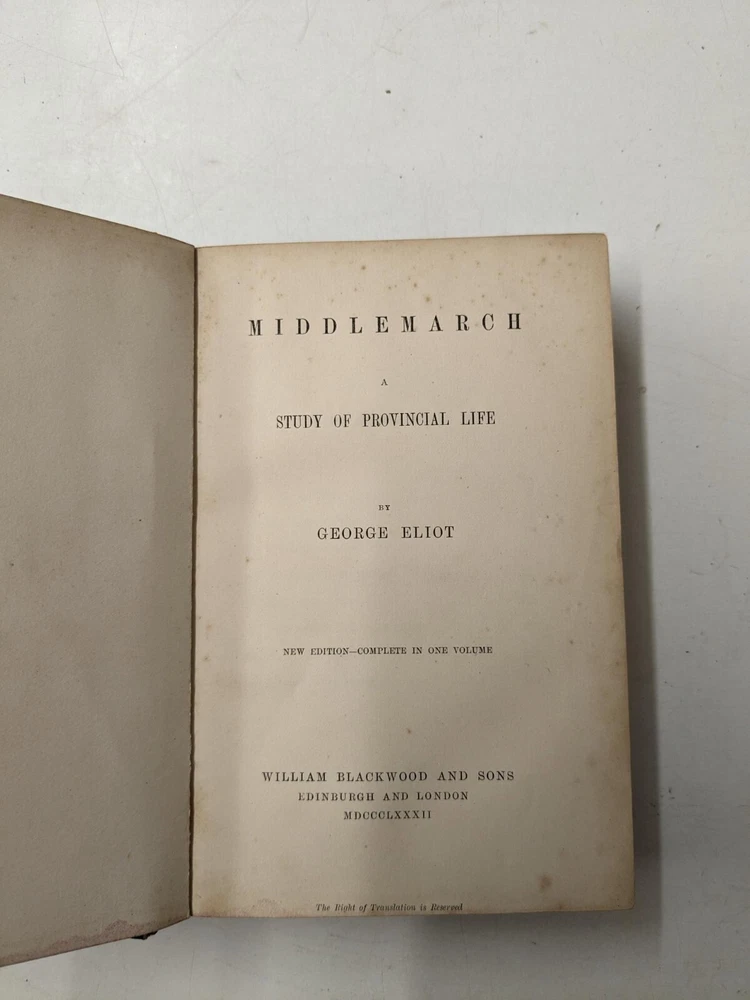 MIDDLEMARCH
A
STUDY OF PROVINCIAL LIFE
BY
GEORGE ELIOT
NEW EDITION—COMPLETE IN ONE VOLUME
WILLIAM BLACKWOOD AND SONS
EDINBURGH AND LONDON
MDCCCLXXXII
The Right of Translation is Reserved